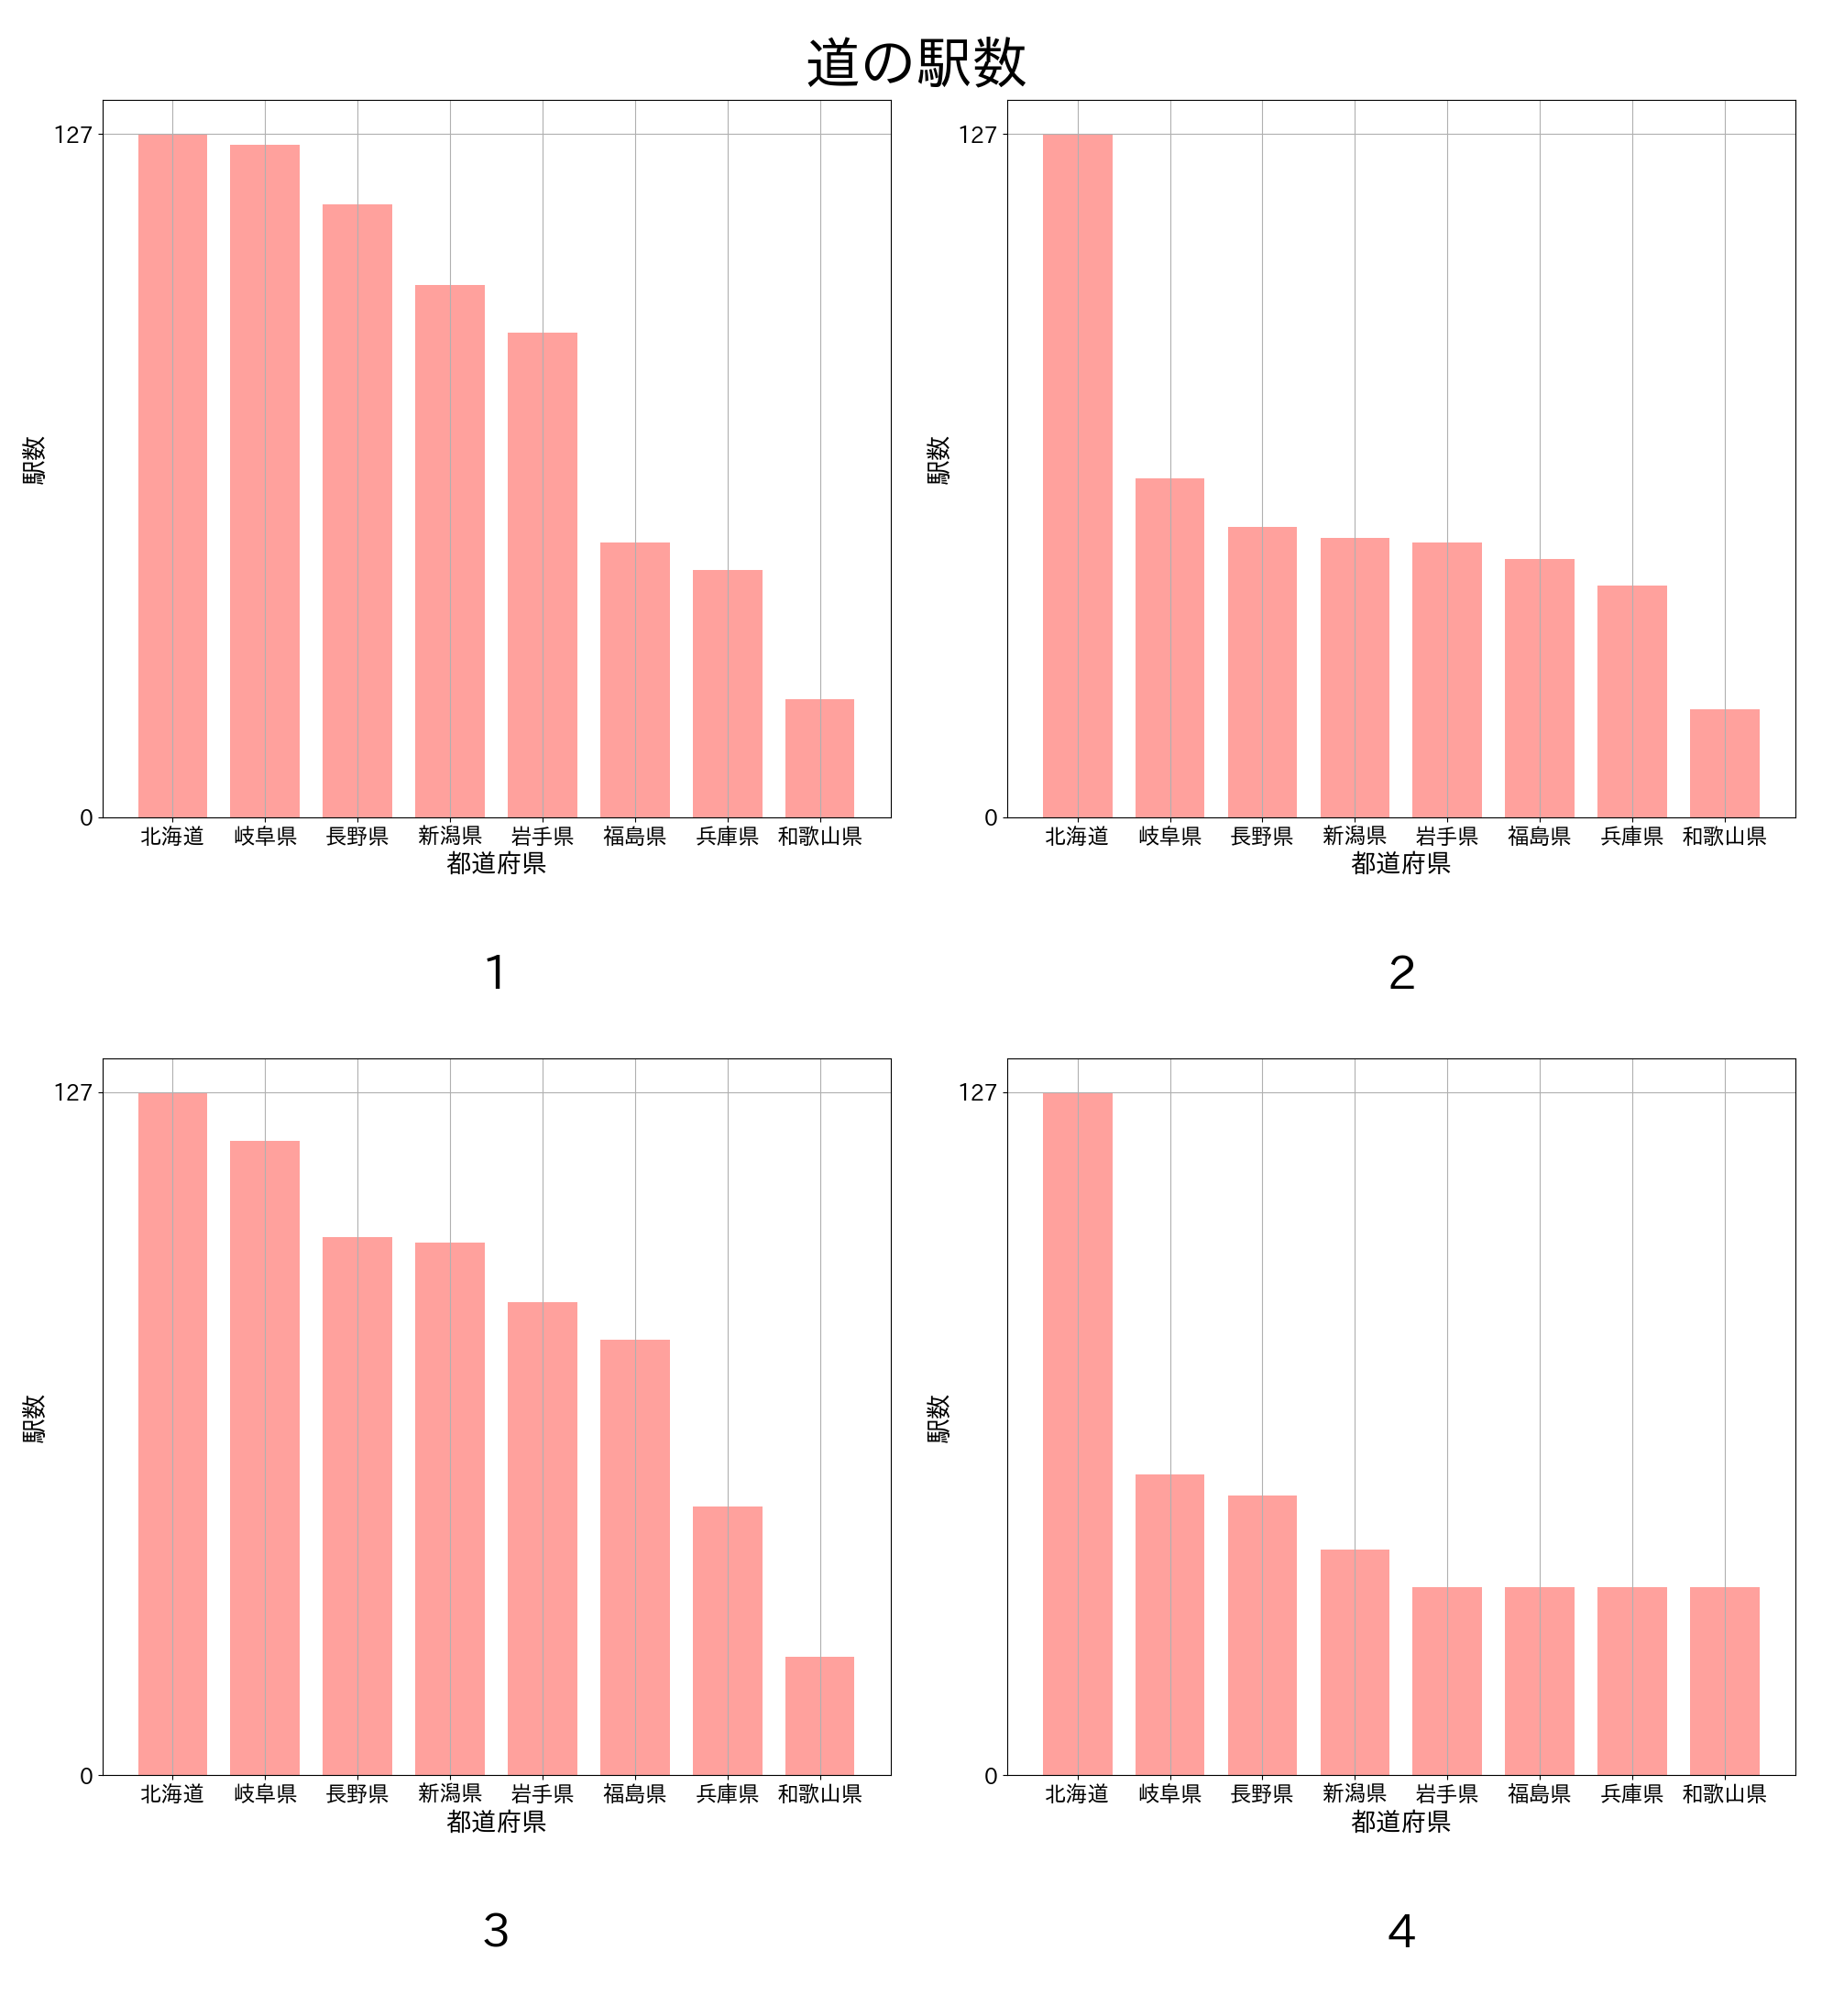 道の駅数
127
0
駅数
北海道 岐阜県 長野県 新潟県 岩手県 福島県 兵庫県 和歌山県
都道府県
1
127
0
駅数
北海道 岐阜県 長野県 新潟県 岩手県 福島県 兵庫県 和歌山県
都道府県
2
127
0
駅数
北海道 岐阜県 長野県 新潟県 岩手県 福島県 兵庫県 和歌山県
都道府県
3
127
0
駅数
北海道 岐阜県 長野県 新潟県 岩手県 福島県 兵庫県 和歌山県
都道府県
4